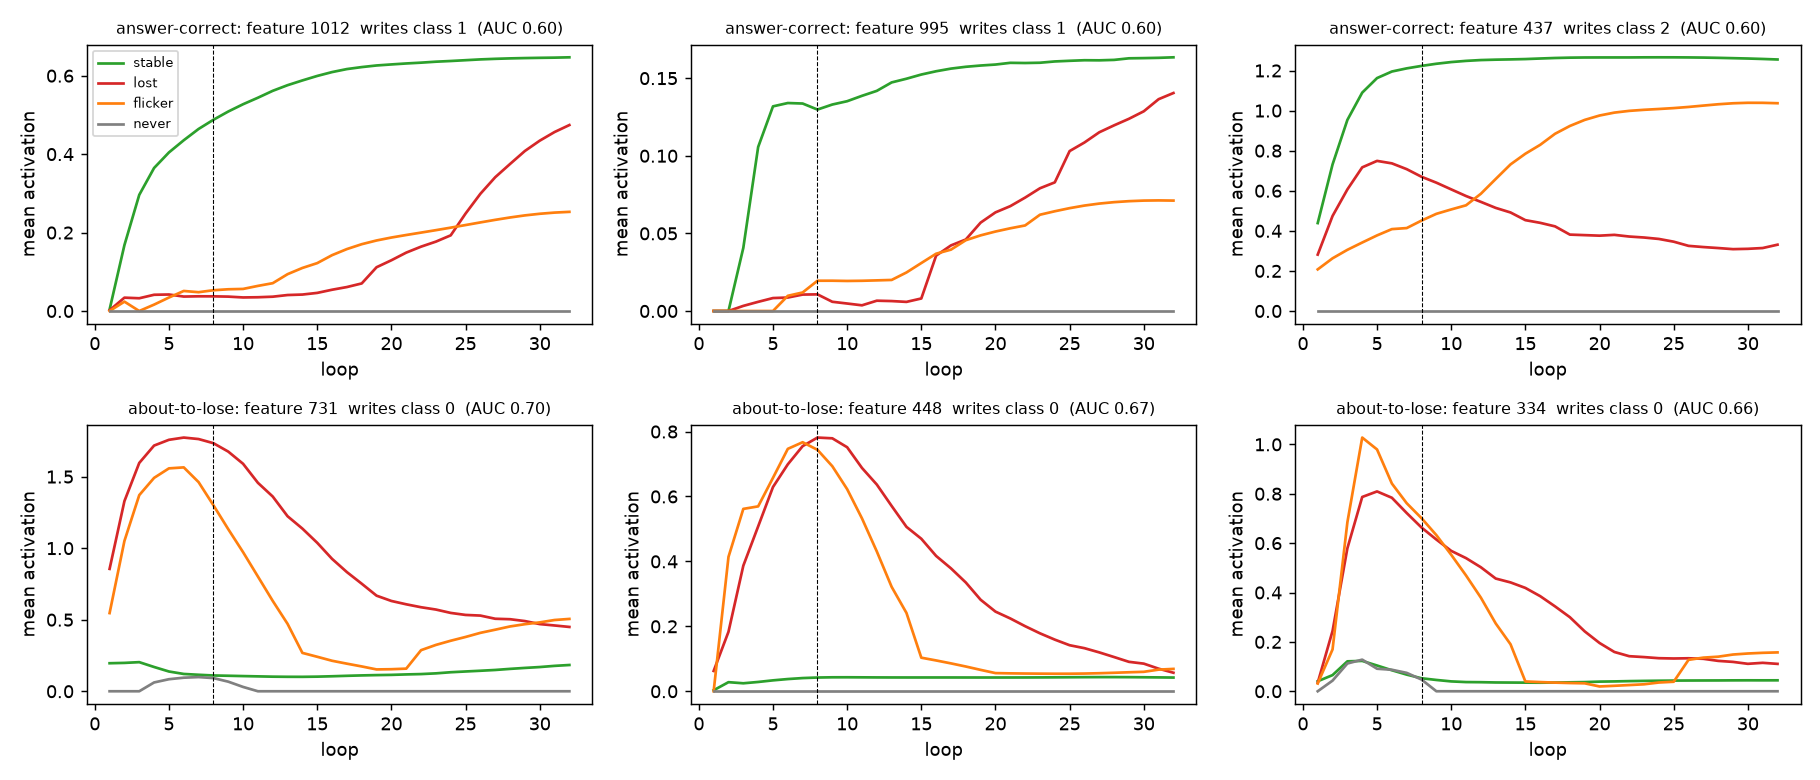 answer-correct: feature 1012  writes class 1  (AUC 0.60)
stable
lost
flicker
never
mean activation
0.6
0.4
0.2
0.0
0 5 10 15 20 25 30
loop
answer-correct: feature 995  writes class 1  (AUC 0.60)
mean activation
0.15
0.10
0.05
0.00
0 5 10 15 20 25 30
loop
answer-correct: feature 437  writes class 2  (AUC 0.60)
mean activation
1.2
1.0
0.8
0.6
0.4
0.2
0.0
0 5 10 15 20 25 30
loop
about-to-lose: feature 731  writes class 0  (AUC 0.70)
mean activation
1.5
1.0
0.5
0.0
0 5 10 15 20 25 30
loop
about-to-lose: feature 448  writes class 0  (AUC 0.67)
mean activation
0.8
0.6
0.4
0.2
0.0
0 5 10 15 20 25 30
loop
about-to-lose: feature 334  writes class 0  (AUC 0.66)
mean activation
1.0
0.8
0.6
0.4
0.2
0.0
0 5 10 15 20 25 30
loop